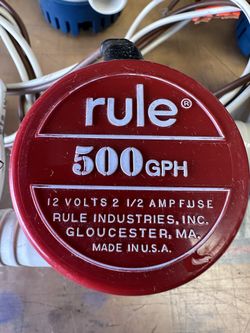 rule®
500 GPH
12 VOLTS 2 1/2 AMP FUSE
RULE INDUSTRIES, INC.
GLOUCESTER, MA.
MADE IN U.S.A.